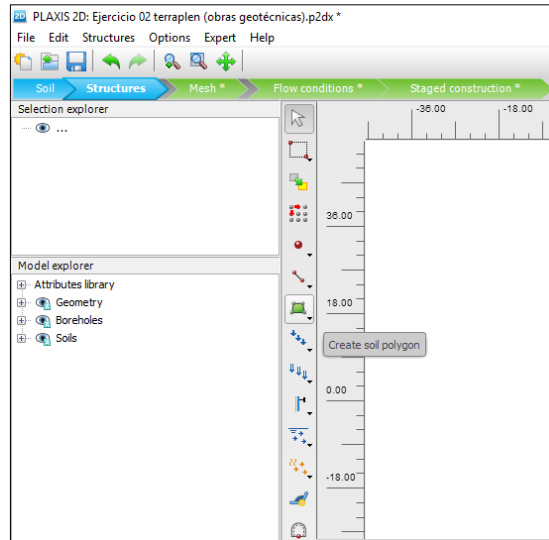 2D PLAXIS 2D: Ejercicio 02 terraplen (obras geotécnicas).p2dx *
File Edit Structures Options Expert Help
Soil Structures Mesh * Flow conditions * Staged construction *
Selection explorer
...
-36.00 -18.00
36.00
Model explorer
Attributes library
Geometry
Boreholes
Soils
18.00
Create soil polygon
0.00
-18.00